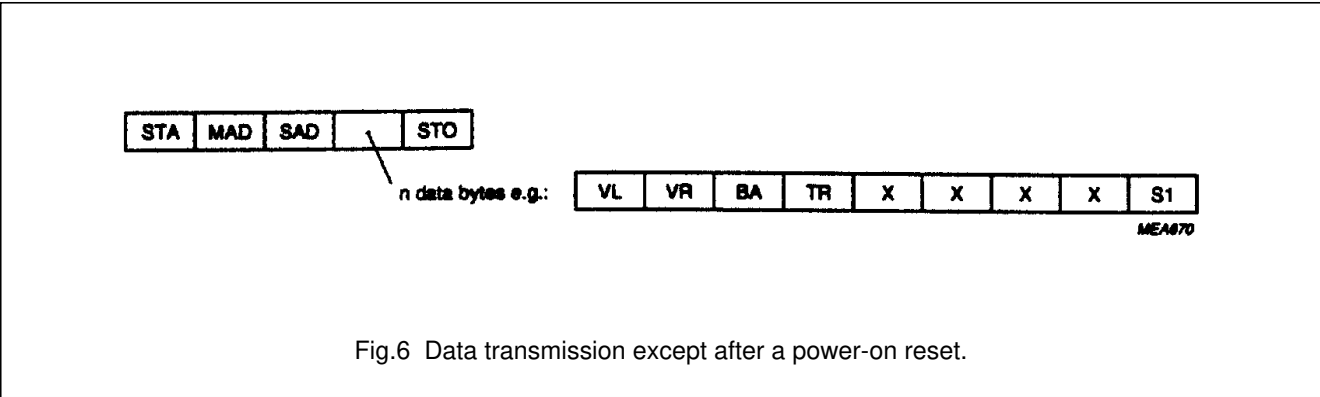 STA MAD SAD STO
n data bytes e.g.: VL VR BA TR X X X X S1
MEA670
Fig.6 Data transmission except after a power-on reset.